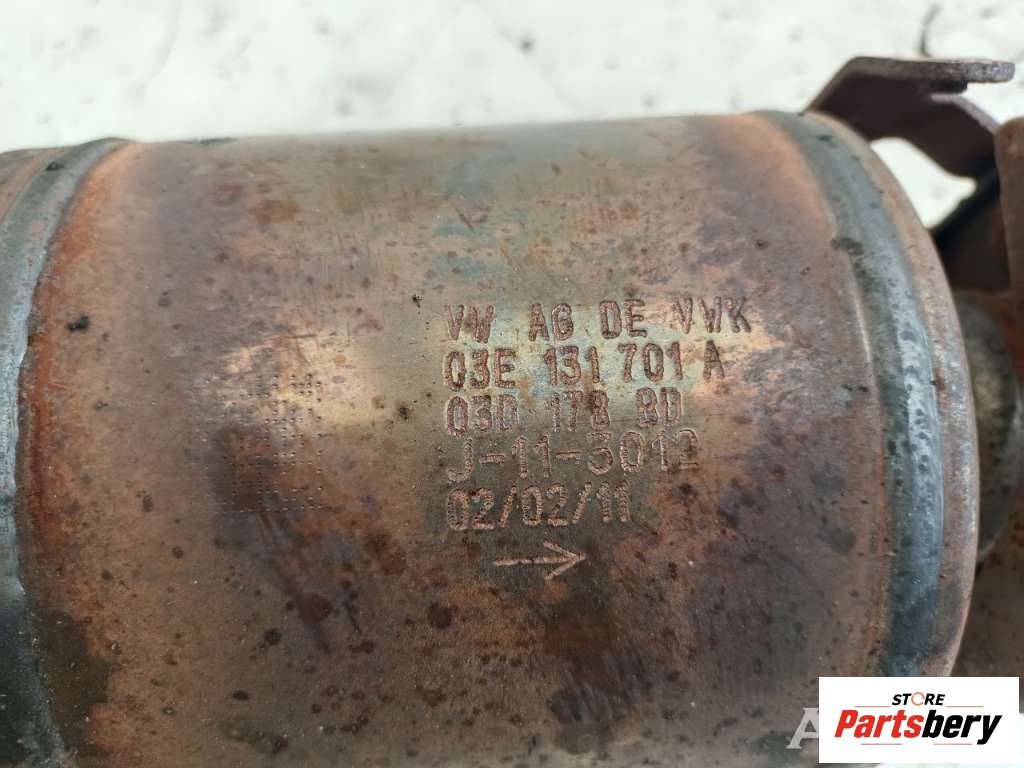 VW AG DE VWK
03E 131 701 A
03D 178 BD
J-11-3012
02/02/11
STORE
Partsbery